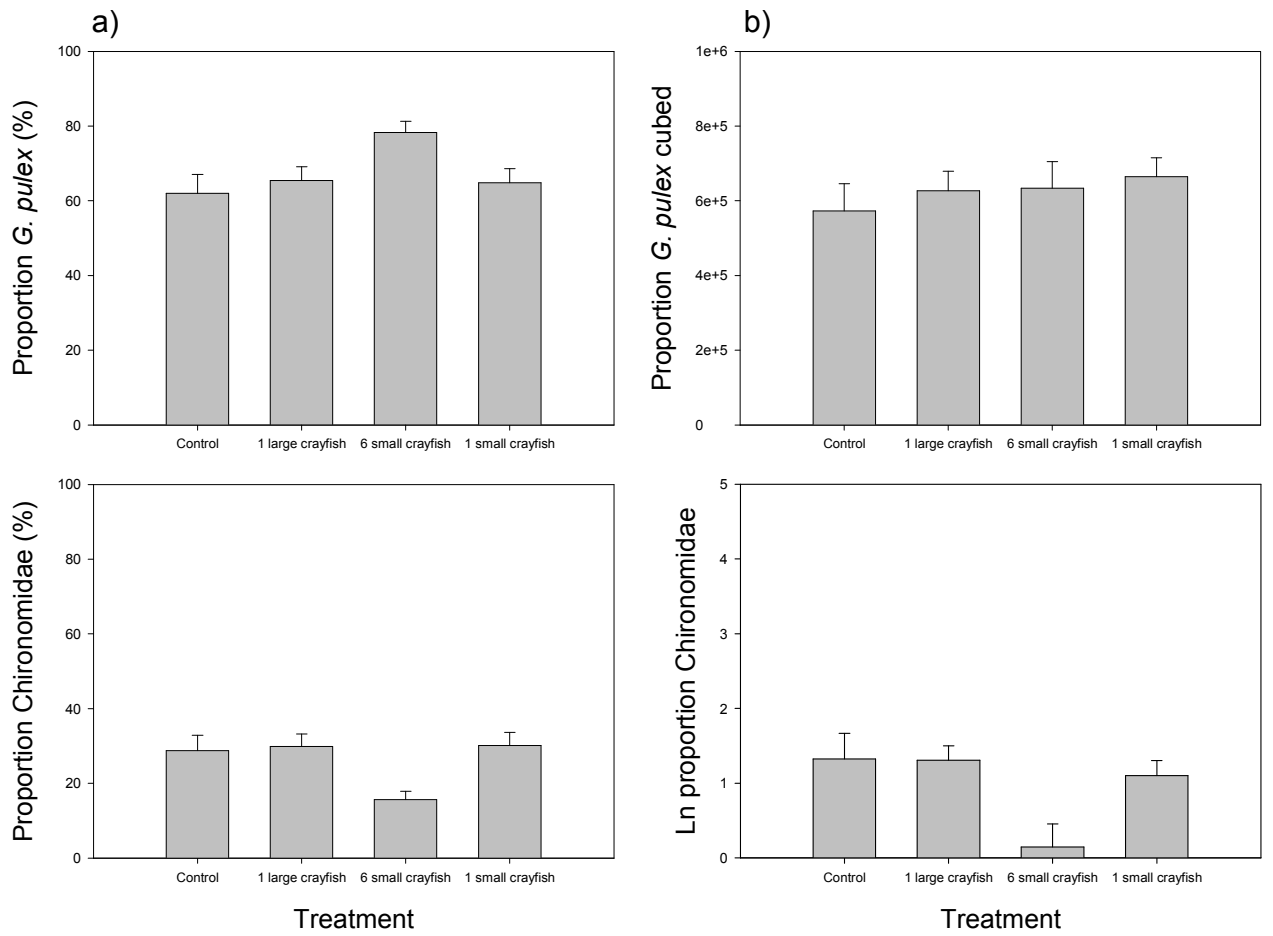 a)
Proportion G. pulex (%)
100
80
60
40
20
0
Control 1 large crayfish 6 small crayfish 1 small crayfish
b)
Proportion G. pulex cubed
1e+6
8e+5
6e+5
4e+5
2e+5
0
Control 1 large crayfish 6 small crayfish 1 small crayfish
Proportion Chironomidae (%)
100
80
60
40
20
0
Control 1 large crayfish 6 small crayfish 1 small crayfish
Treatment
Ln proportion Chironomidae
5
4
3
2
1
0
Control 1 large crayfish 6 small crayfish 1 small crayfish
Treatment